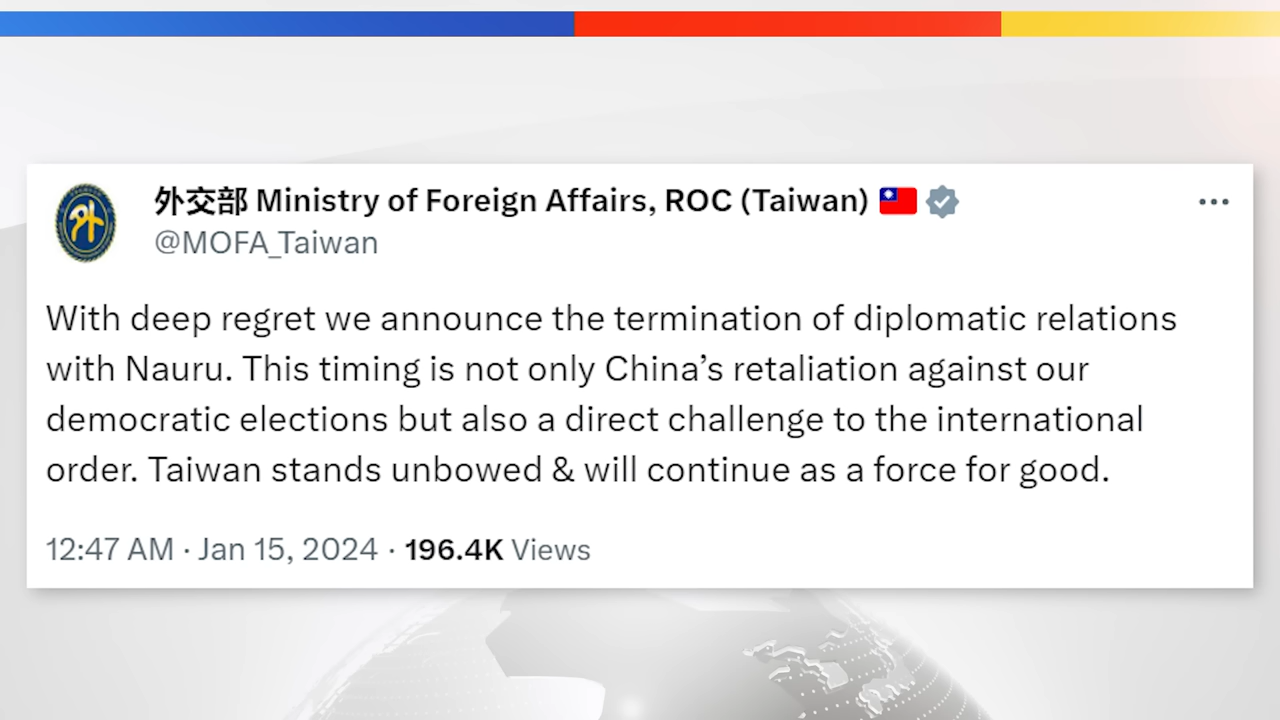 外交部 Ministry of Foreign Affairs, ROC (Taiwan) 🇹🇼
@MOFA_Taiwan
With deep regret we announce the termination of diplomatic relations
with Nauru. This timing is not only China’s retaliation against our
democratic elections but also a direct challenge to the international
order. Taiwan stands unbowed & will continue as a force for good.
12:47 AM · Jan 15, 2024 · 196.4K Views